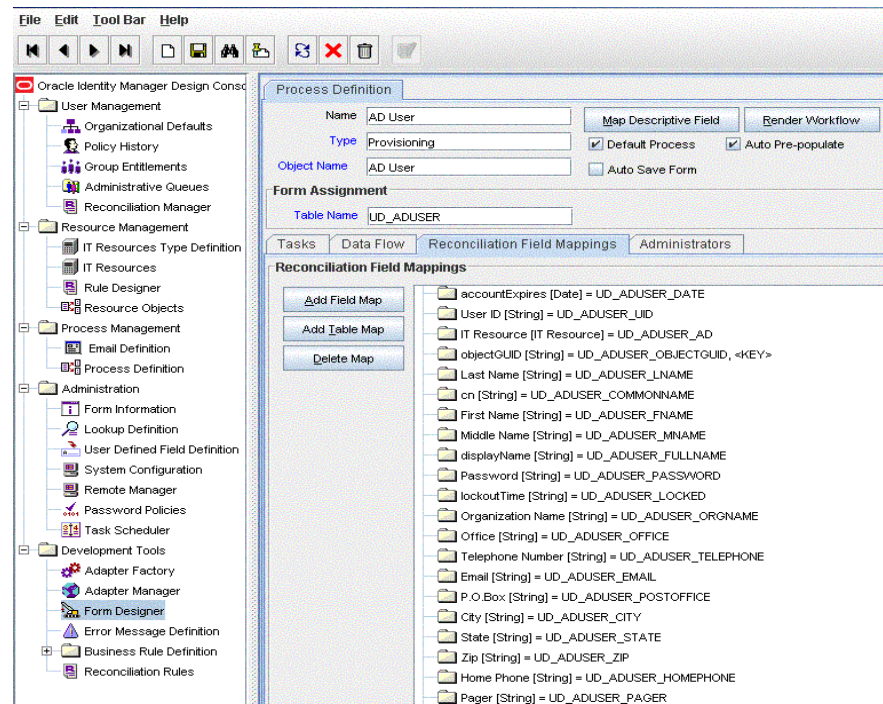 File Edit Tool Bar Help
Oracle Identity Manager Design Conso
User Management
Organizational Defaults
Policy History
Group Entitlements
Administrative Queues
Reconciliation Manager
Resource Management
IT Resources Type Definition
IT Resources
Rule Designer
Resource Objects
Process Management
Email Definition
Process Definition
Administration
Form Information
Lookup Definition
User Defined Field Definition
System Configuration
Remote Manager
Password Policies
Task Scheduler
Development Tools
Adapter Factory
Adapter Manager
Form Designer
Error Message Definition
Business Rule Definition
Reconciliation Rules
Process Definition
Name AD User Map Descriptive Field Render Workflow
Type Provisioning Default Process Auto Pre-populate
Object Name AD User Auto Save Form
Form Assignment
Table Name UD_ADUSER
Tasks Data Flow Reconciliation Field Mappings Administrators
Reconciliation Field Mappings
Add Field Map
Add Table Map
Delete Map
accountExpires [Date] = UD_ADUSER_DATE
User ID [String] = UD_ADUSER_UID
IT Resource [IT Resource] = UD_ADUSER_AD
objectGUID [String] = UD_ADUSER_OBJECTGUID, <KEY>
Last Name [String] = UD_ADUSER_LNAME
cn [String] = UD_ADUSER_COMMONNAME
First Name [String] = UD_ADUSER_FNAME
Middle Name [String] = UD_ADUSER_MNAME
displayName [String] = UD_ADUSER_FULLNAME
Password [String] = UD_ADUSER_PASSWORD
lockoutTime [String] = UD_ADUSER_LOCKED
Organization Name [String] = UD_ADUSER_ORGNAME
Office [String] = UD_ADUSER_OFFICE
Telephone Number [String] = UD_ADUSER_TELEPHONE
Email [String] = UD_ADUSER_EMAIL
P.O.Box [String] = UD_ADUSER_POSTOFFICE
City [String] = UD_ADUSER_CITY
State [String] = UD_ADUSER_STATE
Zip [String] = UD_ADUSER_ZIP
Home Phone [String] = UD_ADUSER_HOMEPHONE
Pager [String] = UD_ADUSER_PAGER